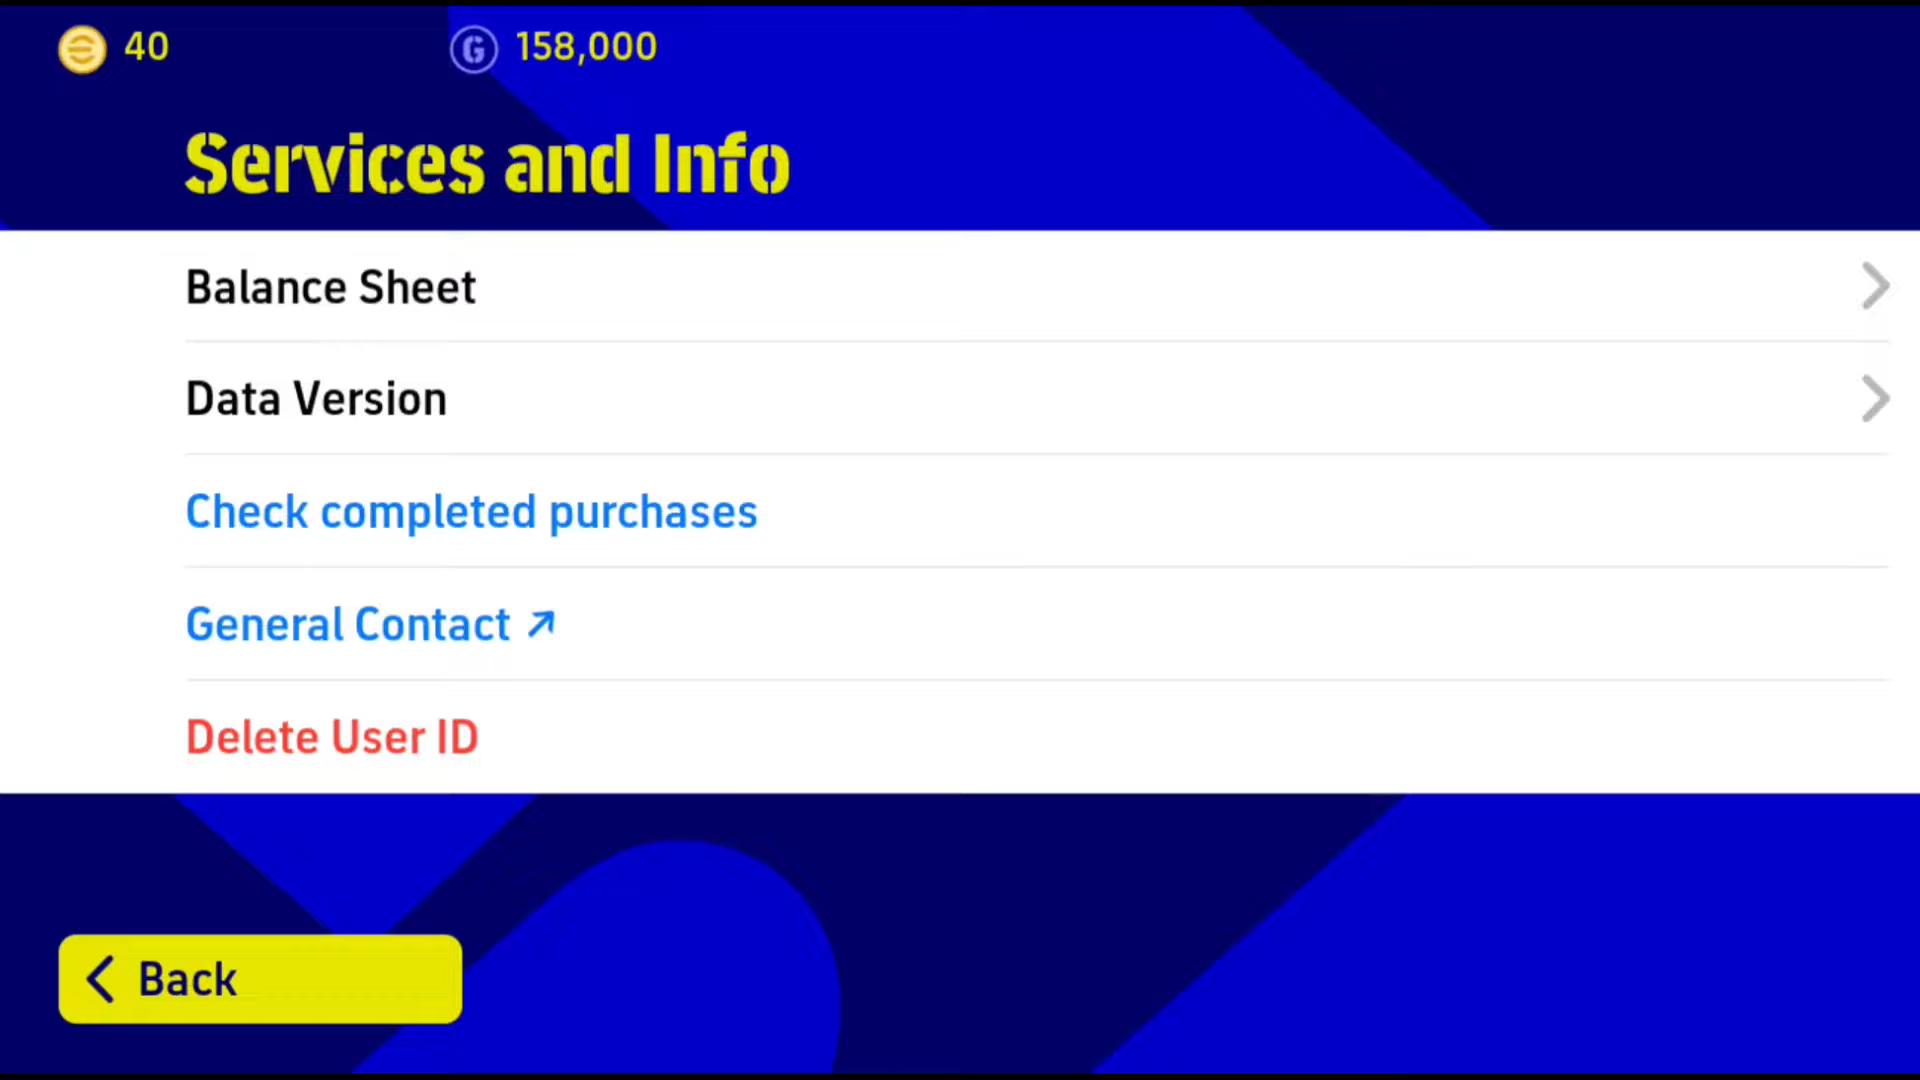 40
158,000
Services and Info
Balance Sheet
Data Version
Check completed purchases
General Contact ↗
Delete User ID
Back